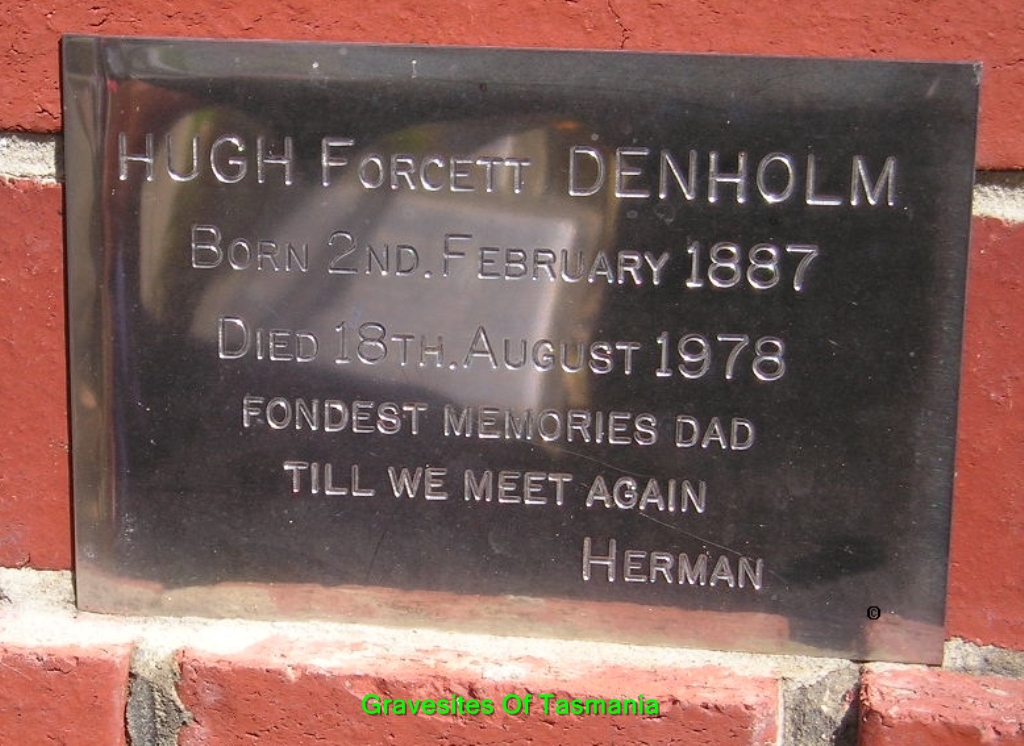 HUGH FORCETT DENHOLM
BORN 2ND. FEBRUARY 1887
DIED 18TH. AUGUST 1978
FONDEST MEMORIES DAD
TILL WE MEET AGAIN
HERMAN
©
Gravesites Of Tasmania